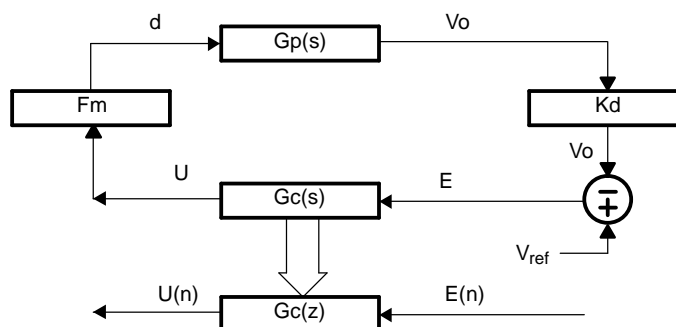 d
Gp(s)
Vo
Fm
Kd
Vo
U
Gc(s)
E
−
+
Vref
U(n)
Gc(z)
E(n)